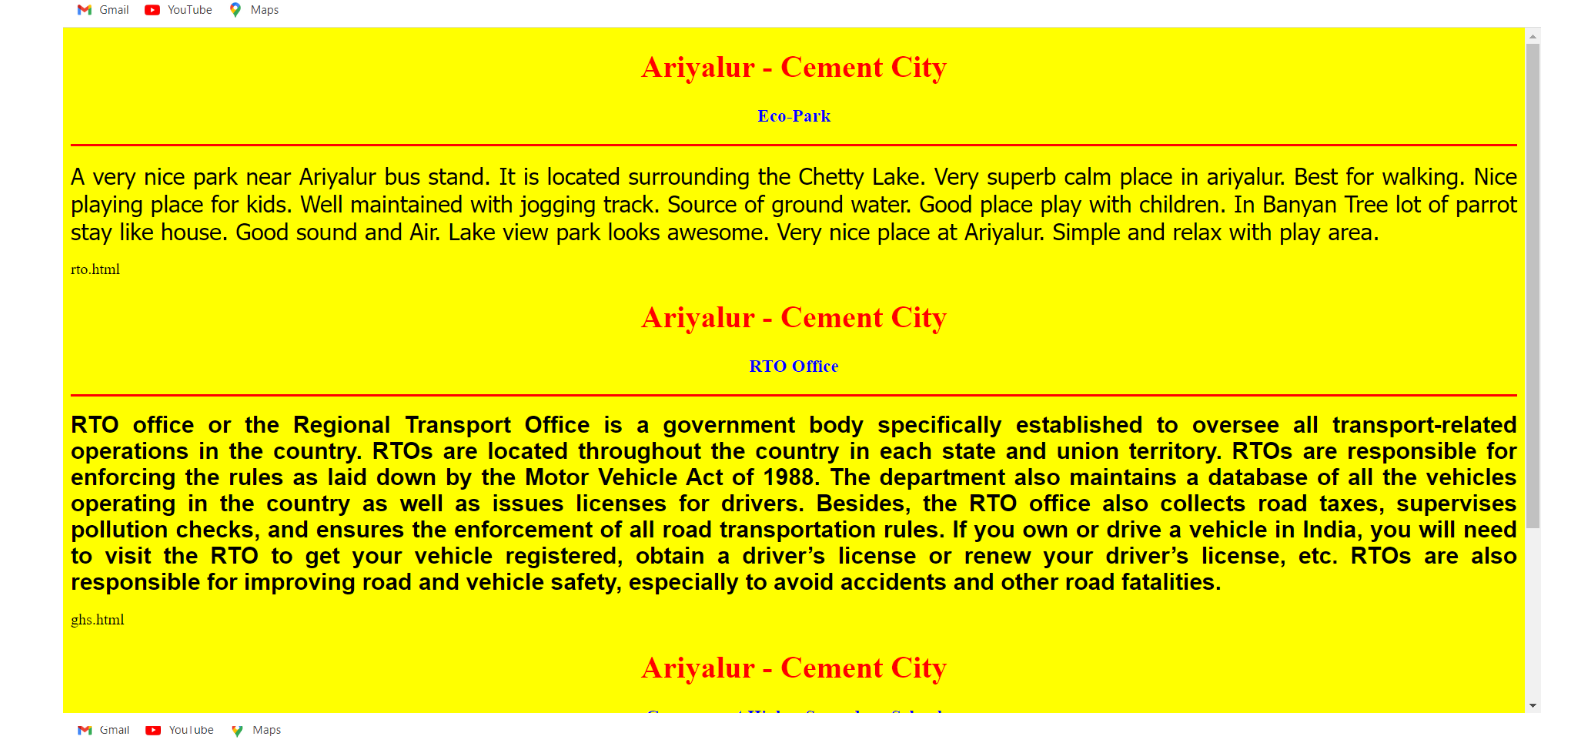 Gmail YouTube Maps
Ariyalur - Cement City
Eco-Park
A very nice park near Ariyalur bus stand. It is located surrounding the Chetty Lake. Very superb calm place in ariyalur. Best for walking. Nice
playing place for kids. Well maintained with jogging track. Source of ground water. Good place play with children. In Banyan Tree lot of parrot
stay like house. Good sound and Air. Lake view park looks awesome. Very nice place at Ariyalur. Simple and relax with play area.
rto.html
Ariyalur - Cement City
RTO Office
RTO office or the Regional Transport Office is a government body specifically established to oversee all transport-related
operations in the country. RTOs are located throughout the country in each state and union territory. RTOs are responsible for
enforcing the rules as laid down by the Motor Vehicle Act of 1988. The department also maintains a database of all the vehicles
operating in the country as well as issues licenses for drivers. Besides, the RTO office also collects road taxes, supervises
pollution checks, and ensures the enforcement of all road transportation rules. If you own or drive a vehicle in India, you will need
to visit the RTO to get your vehicle registered, obtain a driver’s license or renew your driver’s license, etc. RTOs are also
responsible for improving road and vehicle safety, especially to avoid accidents and other road fatalities.
ghs.html
Ariyalur - Cement City
Gmail YouTube Maps